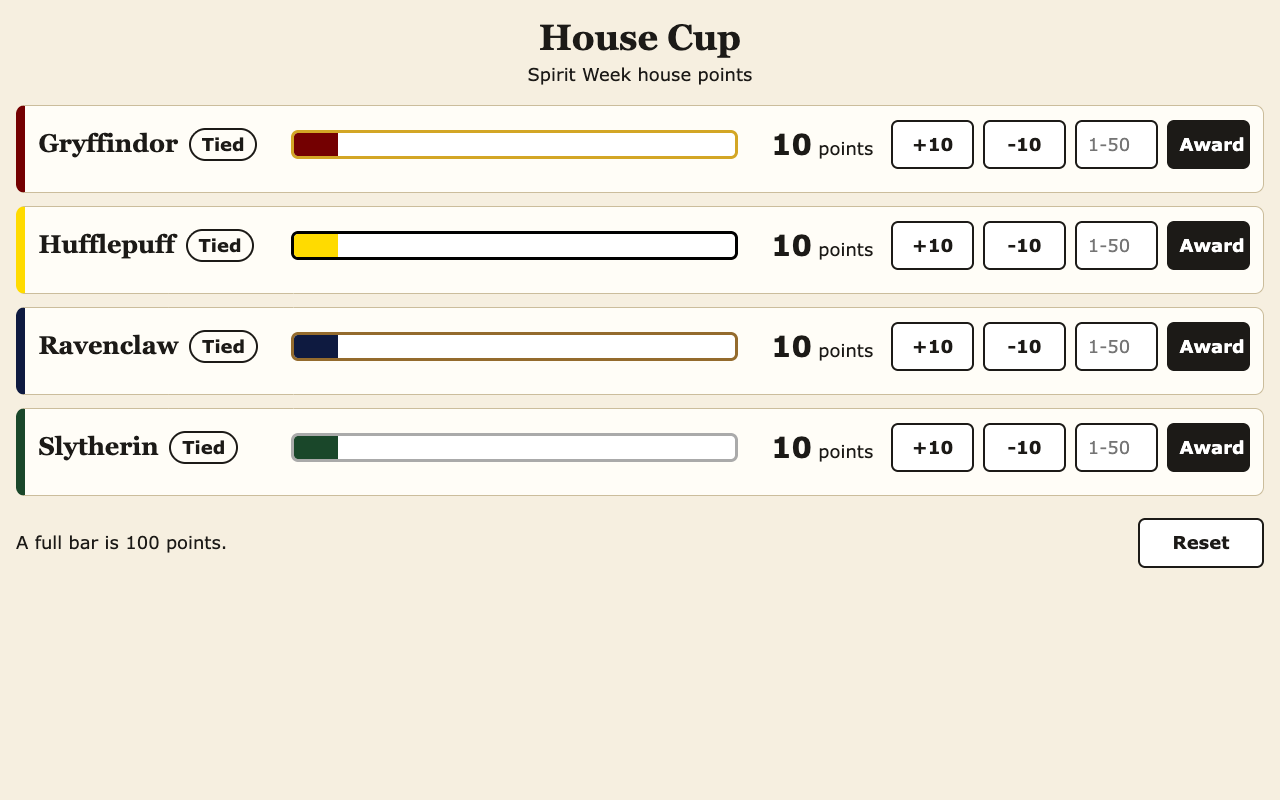 House Cup
Spirit Week house points
Gryffindor Tied 10 points +10 -10 1-50 Award
Hufflepuff Tied 10 points +10 -10 1-50 Award
Ravenclaw Tied 10 points +10 -10 1-50 Award
Slytherin Tied 10 points +10 -10 1-50 Award
A full bar is 100 points. Reset